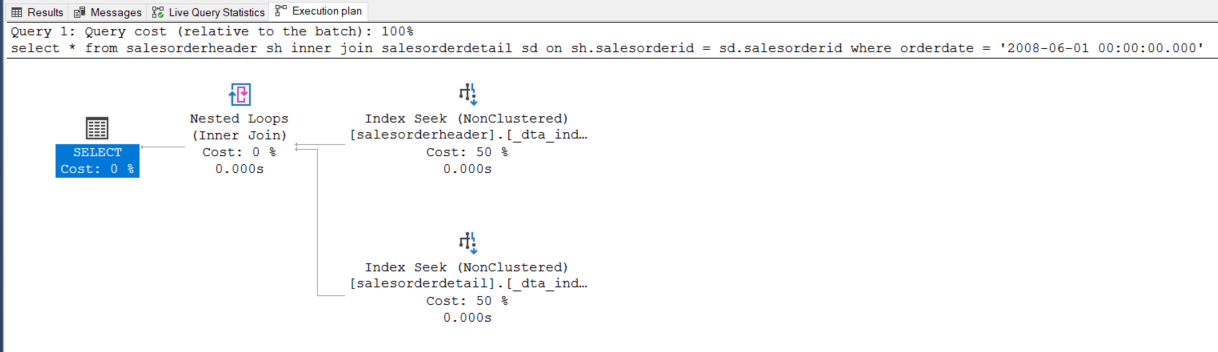 Results Messages Live Query Statistics Execution plan
Query 1: Query cost (relative to the batch): 100%
select * from salesorderheader sh inner join salesorderdetail sd on sh.salesorderid = sd.salesorderid where orderdate = '2008-06-01 00:00:00.000'
SELECT
Cost: 0 %
Nested Loops
(Inner Join)
Cost: 0 %
0.000s
Index Seek (NonClustered)
[salesorderheader].[_dta_ind…
Cost: 50 %
0.000s
Index Seek (NonClustered)
[salesorderdetail].[_dta_ind…
Cost: 50 %
0.000s